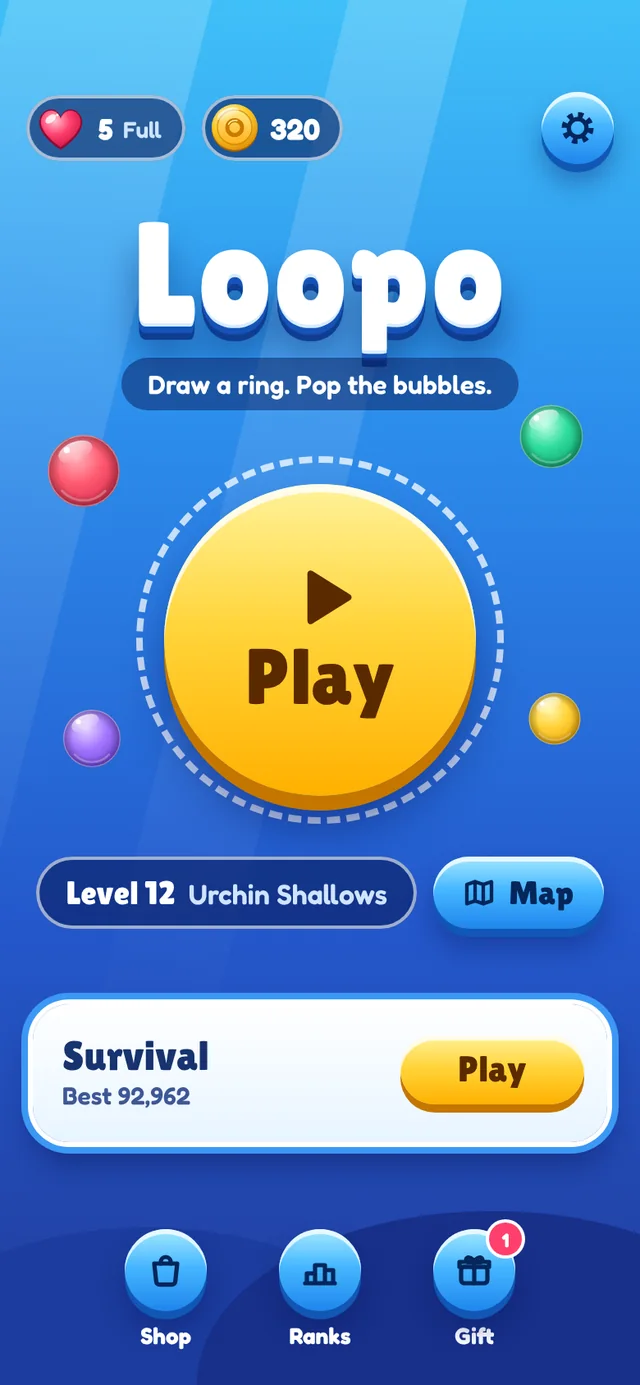 5 Full
320
Loopo
Draw a ring. Pop the bubbles.
Play
Level 12 Urchin Shallows
Map
Survival
Best 92,962
Play
1
Shop
Ranks
Gift